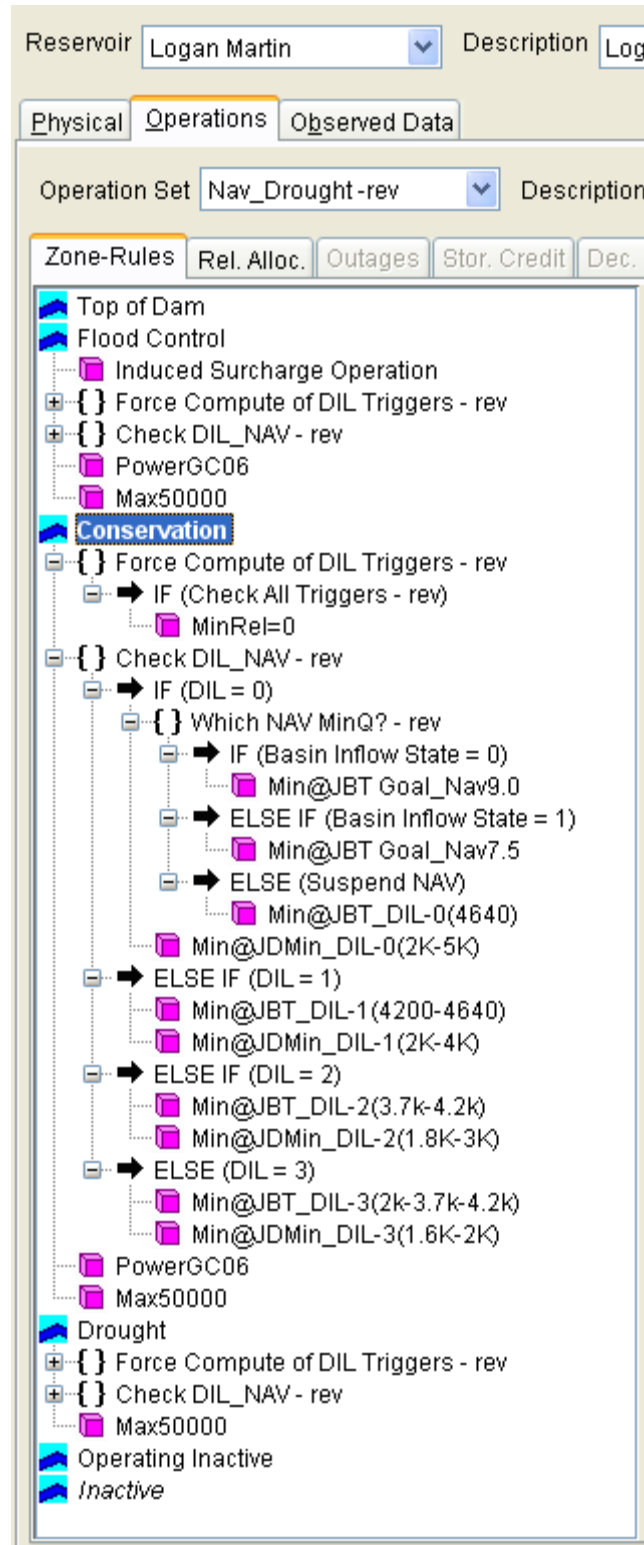 Reservoir Logan Martin Description Log
Physical Operations Observed Data
Operation Set Nav_Drought-rev Description
Zone-Rules Rel. Alloc. Outages Stor. Credit Dec.
Top of Dam
Flood Control
Induced Surcharge Operation
{ } Force Compute of DIL Triggers - rev
{ } Check DIL_NAV - rev
PowerGC06
Max50000
Conservation
{ } Force Compute of DIL Triggers - rev
IF (Check All Triggers - rev)
MinRel=0
{ } Check DIL_NAV - rev
IF (DIL = 0)
{ } Which NAV MinQ? - rev
IF (Basin Inflow State = 0)
Min@JBT Goal_Nav9.0
ELSE IF (Basin Inflow State = 1)
Min@JBT Goal_Nav7.5
ELSE (Suspend NAV)
Min@JBT_DIL-0(4640)
Min@JDMin_DIL-0(2K-5K)
ELSE IF (DIL = 1)
Min@JBT_DIL-1(4200-4640)
Min@JDMin_DIL-1(2K-4K)
ELSE IF (DIL = 2)
Min@JBT_DIL-2(3.7k-4.2k)
Min@JDMin_DIL-2(1.8K-3K)
ELSE (DIL = 3)
Min@JBT_DIL-3(2k-3.7k-4.2k)
Min@JDMin_DIL-3(1.6K-2K)
PowerGC06
Max50000
Drought
{ } Force Compute of DIL Triggers - rev
{ } Check DIL_NAV - rev
Max50000
Operating Inactive
Inactive